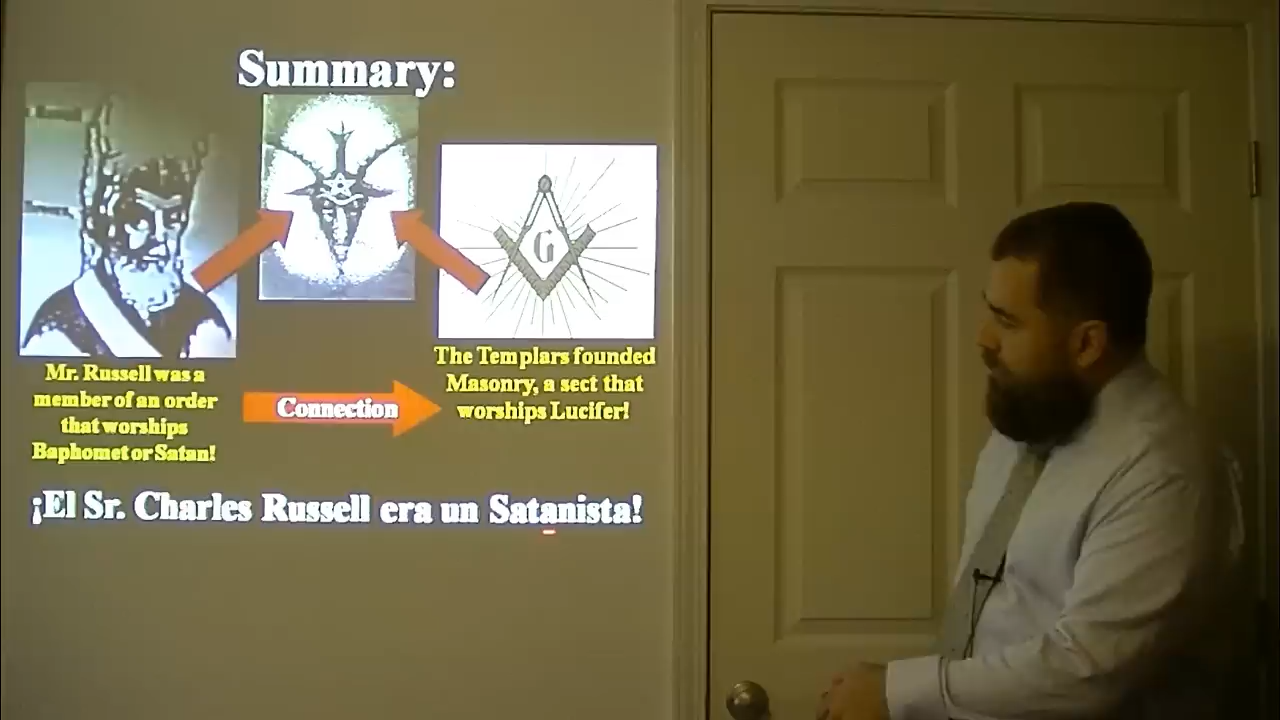 Summary:
G
Mr. Russell was a
member of an order
that worships
Baphomet or Satan!
Connection
The Templars founded
Masonry, a sect that
worships Lucifer!
¡El Sr. Charles Russell era un Satanista!